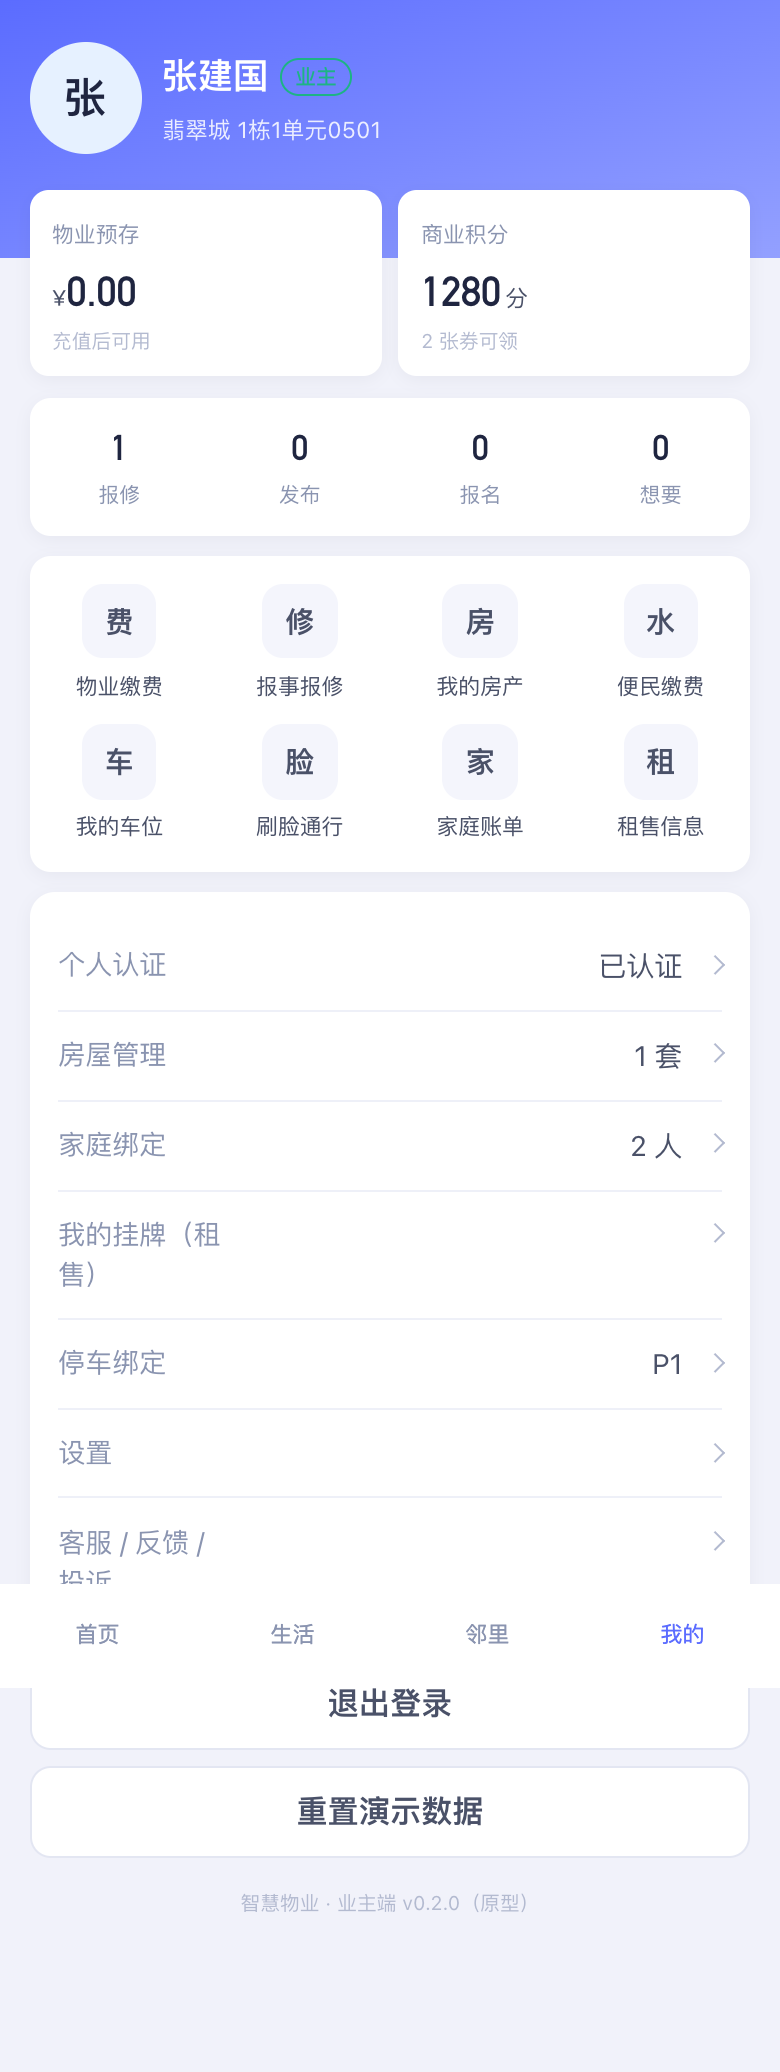 张
张建国 业主
翡翠城 1栋1单元0501
物业预存
¥0.00
充值后可用
商业积分
1280 分
2 张券可领
1 0 0 0
报修 发布 报名 想要
费 修 房 水
物业缴费 报事报修 我的房产 便民缴费
车 脸 家 租
我的车位 刷脸通行 家庭账单 租售信息
个人认证 已认证
房屋管理 1 套
家庭绑定 2 人
我的挂牌（租
售）
停车绑定 P1
设置
客服 / 反馈 /
投诉
首页 生活 邻里 我的
退出登录
重置演示数据
智慧物业 · 业主端 v0.2.0（原型）